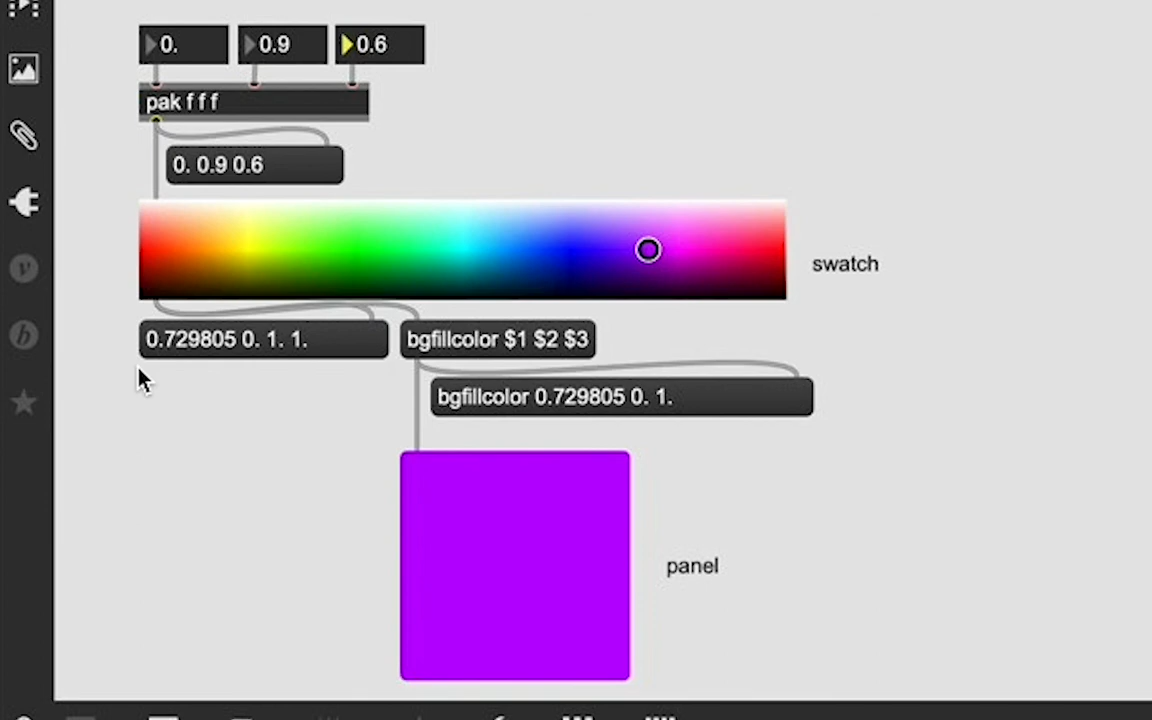 0.
0.9
0.6
pak f f f
0. 0.9 0.6
swatch
0.729805 0. 1. 1.
bgfillcolor $1 $2 $3
bgfillcolor 0.729805 0. 1.
panel